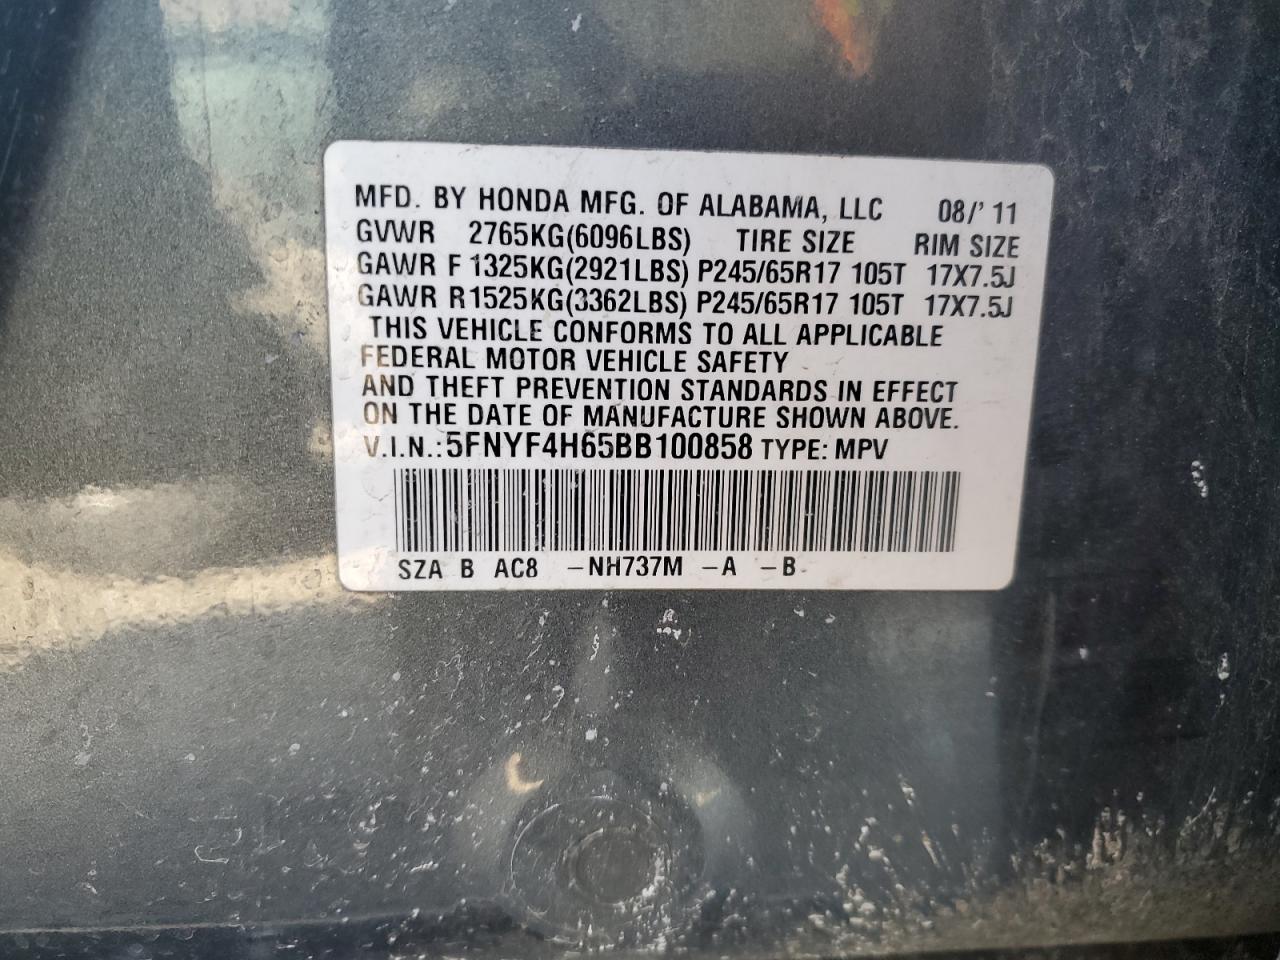 MFD. BY HONDA MFG. OF ALABAMA, LLC 08/'11
GVWR 2765KG(6096LBS) TIRE SIZE RIM SIZE
GAWR F 1325KG(2921LBS) P245/65R17 105T 17X7.5J
GAWR R1525KG(3362LBS) P245/65R17 105T 17X7.5J
THIS VEHICLE CONFORMS TO ALL APPLICABLE
FEDERAL MOTOR VEHICLE SAFETY
AND THEFT PREVENTION STANDARDS IN EFFECT
ON THE DATE OF MANUFACTURE SHOWN ABOVE.
V.I.N.:5FNYF4H65BB100858 TYPE: MPV
SZA B AC8 -NH737M -A -B